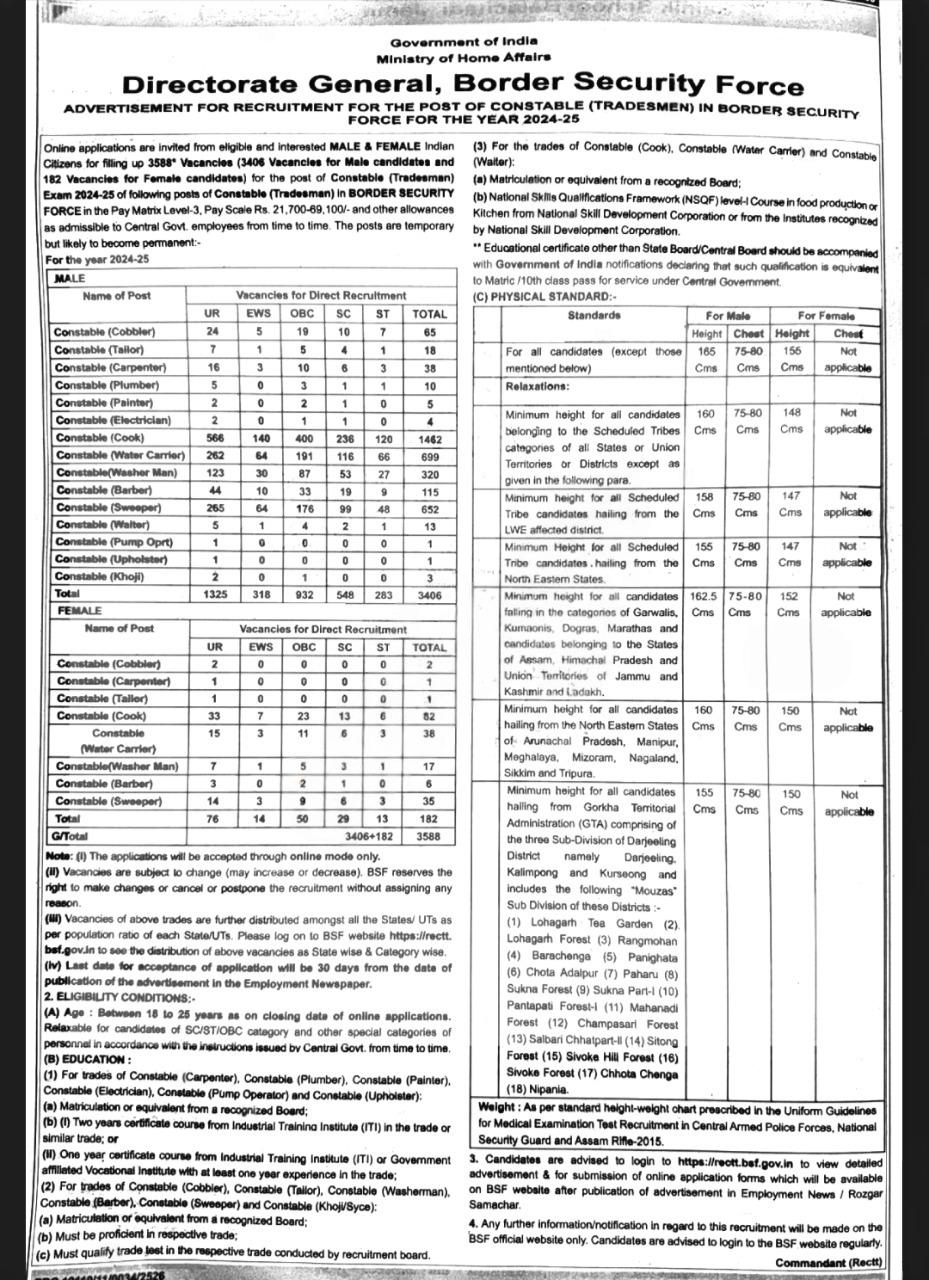 Government of India
Ministry of Home Affairs
Directorate General, Border Security Force
ADVERTISEMENT FOR RECRUITMENT FOR THE POST OF CONSTABLE (TRADESMEN) IN BORDER SECURITY
FORCE FOR THE YEAR 2024-25
Online applications are invited from eligible and interested MALE & FEMALE Indian
Citizens for filling up 3588* Vacancies (3406 Vacancies for Male candidates and
182 Vacancies for Female candidates) for the post of Constable (Tradesman)
Exam 2024-25 of following posts of Constable (Tradesman) in BORDER SECURITY
FORCE in the Pay Matrix Level-3, Pay Scale Rs. 21,700-69,100/- and other allowances
as admissible to Central Govt. employees from time to time. The posts are temporary
but likely to become permanent:-
For the year 2024-25
MALE
Name of Post Vacancies for Direct Recruitment
UR EWS OBC SC ST TOTAL
Constable (Cobbler) 24 5 19 10 7 65
Constable (Tailor) 7 1 5 4 1 18
Constable (Carpenter) 16 3 10 6 3 38
Constable (Plumber) 5 0 3 1 1 10
Constable (Painter) 2 0 2 1 0 5
Constable (Electrician) 2 0 1 1 0 4
Constable (Cook) 566 140 400 236 120 1462
Constable (Water Carrier) 262 64 191 116 66 699
Constable(Washer Man) 123 30 87 53 27 320
Constable (Barber) 44 10 33 19 9 115
Constable (Sweeper) 265 64 176 99 48 652
Constable (Waiter) 5 1 4 2 1 13
Constable (Pump Oprt) 1 0 0 0 0 1
Constable (Upholster) 1 0 0 0 0 1
Constable (Khoji) 2 0 1 0 0 3
Total 1325 318 932 548 283 3406
FEMALE
Name of Post Vacancies for Direct Recruitment
UR EWS OBC SC ST TOTAL
Constable (Cobbler) 2 0 0 0 0 2
Constable (Carpenter) 1 0 0 0 0 1
Constable (Tailor) 1 0 0 0 0 1
Constable (Cook) 33 7 23 13 6 82
Constable 15 3 11 6 3 38
(Water Carrier)
Constable(Washer Man) 7 1 5 3 1 17
Constable (Barber) 3 0 2 1 0 6
Constable (Sweeper) 14 3 9 6 3 35
Total 76 14 50 29 13 182
G/Total 3406+182 3588
Note: (i) The applications will be accepted through online mode only.
(ii) Vacancies are subject to change (may increase or decrease). BSF reserves the
right to make changes or cancel or postpone the recruitment without assigning any
reason.
(iii) Vacancies of above trades are further distributed amongst all the States/ UTs as
per population ratio of each State/UTs. Please log on to BSF website https://rectt.
bsf.gov.in to see the distribution of above vacancies as State wise & Category wise.
(iv) Last date for acceptance of application will be 30 days from the date of
publication of the advertisement in the Employment Newspaper.
2. ELIGIBILITY CONDITIONS:-
(A) Age : Between 18 to 25 years as on closing date of online applications.
Relaxable for candidates of SC/ST/OBC category and other special categories of
personnel in accordance with the instructions issued by Central Govt. from time to time.
(B) EDUCATION :
(1) For trades of Constable (Carpenter), Constable (Plumber), Constable (Painter),
Constable (Electrician), Constable (Pump Operator) and Constable (Upholster):
(a) Matriculation or equivalent from a recognized Board;
(b) (i) Two years certificate course from Industrial Training Institute (ITI) in the trade or
similar trade; or
(ii) One year certificate course from Industrial Training Institute (ITI) or Government
affiliated Vocational Institute with at least one year experience in the trade;
(2) For trades of Constable (Cobbler), Constable (Tailor), Constable (Washerman),
Constable (Barber), Constable (Sweeper) and Constable (Khoji/Syce):
(a) Matriculation or equivalent from a recognized Board;
(b) Must be proficient in respective trade;
(c) Must qualify trade test in the respective trade conducted by recruitment board.
(3) For the trades of Constable (Cook), Constable (Water Carrier) and Constable
(Waiter):
(a) Matriculation or equivalent from a recognized Board;
(b) National Skills Qualifications Framework (NSQF) level-I Course in food production or
Kitchen from National Skill Development Corporation or from the Institutes recognized
by National Skill Development Corporation.
** Educational certificate other than State Board/Central Board should be accompanied
with Government of India notifications declaring that such qualification is equivalent
to Matric /10th class pass for service under Central Government.
(C) PHYSICAL STANDARD:-
Standards For Male For Female
Height Chest Height Chest
For all candidates (except those 165 75-80 155 Not
mentioned below) Cms Cms Cms applicable
Relaxations:
Minimum height for all candidates 160 75-80 148 Not
belonging to the Scheduled Tribes Cms Cms Cms applicable
categories of all States or Union
Territories or Districts except as
given in the following para.
Minimum height for all Scheduled 158 75-80 147 Not
Tribe candidates hailing from the Cms Cms Cms applicable
LWE affected district.
Minimum Height for all Scheduled 155 75-80 147 Not
Tribe candidates hailing from the Cms Cms Cms applicable
North Eastern States.
Minimum height for all candidates 162.5 75-80 152 Not
falling in the categories of Garwalis, Cms Cms Cms applicable
Kumaonis, Dogras, Marathas and
candidates belonging to the States
of Assam, Himachal Pradesh and
Union Territories of Jammu and
Kashmir and Ladakh.
Minimum height for all candidates 160 75-80 150 Not
hailing from the North Eastern States Cms Cms Cms applicable
of Arunachal Pradesh, Manipur,
Meghalaya, Mizoram, Nagaland,
Sikkim and Tripura.
Minimum height for all candidates 155 75-80 150 Not
hailing from Gorkha Territorial Cms Cms Cms applicable
Administration (GTA) comprising of
the three Sub-Division of Darjeeling
District namely Darjeeling,
Kalimpong and Kurseong and
includes the following "Mouzas"
Sub Division of these Districts :-
(1) Lohagarh Tea Garden (2).
Lohagarh Forest (3) Rangmohan
(4) Barachenga (5) Panighata
(6) Chota Adalpur (7) Paharu (8)
Sukna Forest (9) Sukna Part-I (10)
Pantapati Forest-I (11) Mahanadi
Forest (12) Champasari Forest
(13) Salbari Chhatpart-II (14) Sitong
Forest (15) Sivoke Hill Forest (16)
Sivoke Forest (17) Chhota Chenga
(18) Nipania.
Weight : As per standard height-weight chart prescribed in the Uniform Guidelines
for Medical Examination Test Recruitment in Central Armed Police Forces, National
Security Guard and Assam Rifle-2015.
3. Candidates are advised to login to https://rectt.bsf.gov.in to view detailed
advertisement & for submission of online application forms which will be available
on BSF website after publication of advertisement in Employment News / Rozgar
Samachar.
4. Any further information/notification in regard to this recruitment will be made on the
BSF official website only. Candidates are advised to login to the BSF website regularly.
Commandant (Rectt)